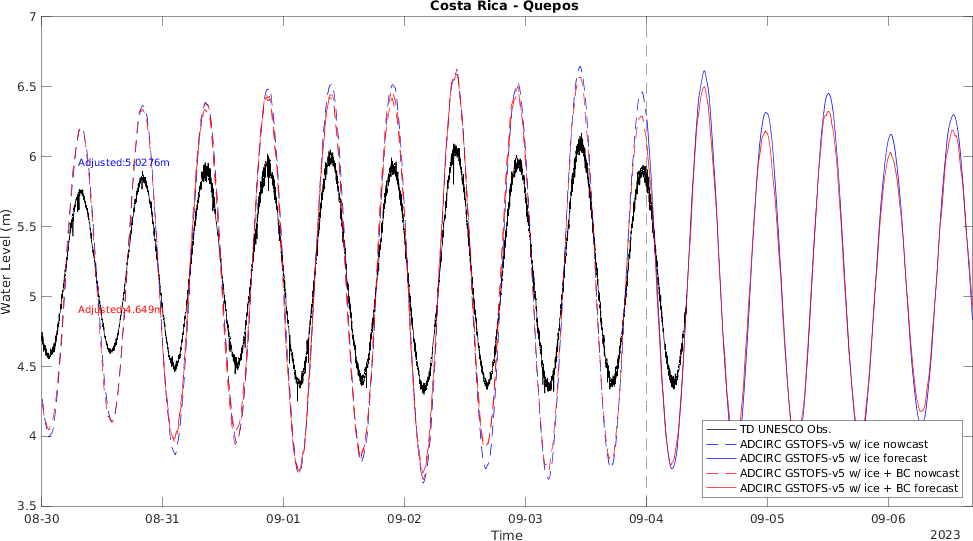 Costa Rica - Quepos
7
6.5
6
5.5
5
4.5
4
3.5
Water Level (m)
Adjusted:5.0276m
Adjusted:4.649m
TD UNESCO Obs.
ADCIRC GSTOFS-v5 w/ ice nowcast
ADCIRC GSTOFS-v5 w/ ice forecast
ADCIRC GSTOFS-v5 w/ ice + BC nowcast
ADCIRC GSTOFS-v5 w/ ice + BC forecast
08-30 08-31 09-01 09-02 09-03 09-04 09-05 09-06
Time
2023